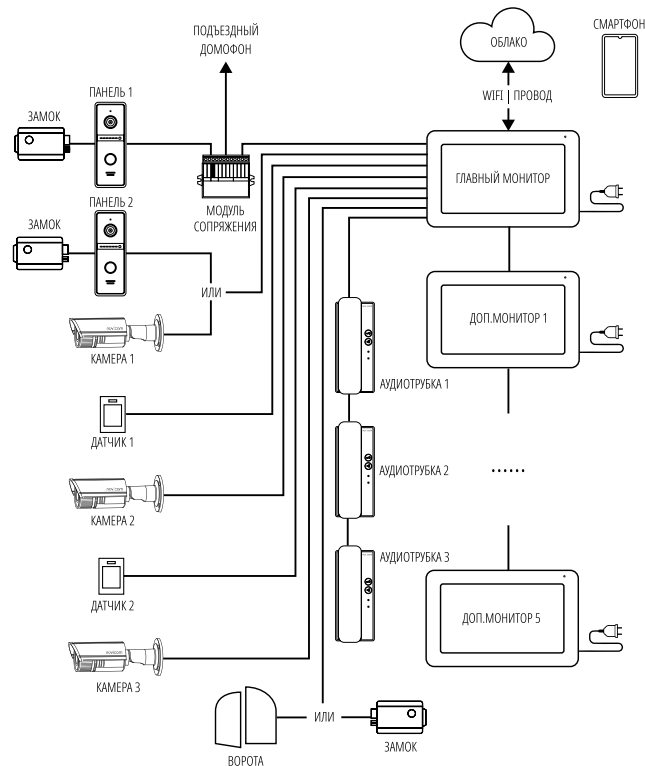 ПОДЪЕЗДНЫЙ
ДОМОФОН
СМАРТФОН
ОБЛАКО
ПАНЕЛЬ 1
ЗАМОК
WIFI ПРОВОД
ГЛАВНЫЙ МОНИТОР
ПАНЕЛЬ 2
МОДУЛЬ
СОПРЯЖЕНИЯ
ЗАМОК
ИЛИ
ДОП.МОНИТОР 1
КАМЕРА 1
АУДИОТРУБКА 1
ДАТЧИК 1
АУДИОТРУБКА 2
......
КАМЕРА 2
АУДИОТРУБКА 3
ДАТЧИК 2
ДОП.МОНИТОР 5
КАМЕРА 3
ИЛИ
ЗАМОК
ВОРОТА